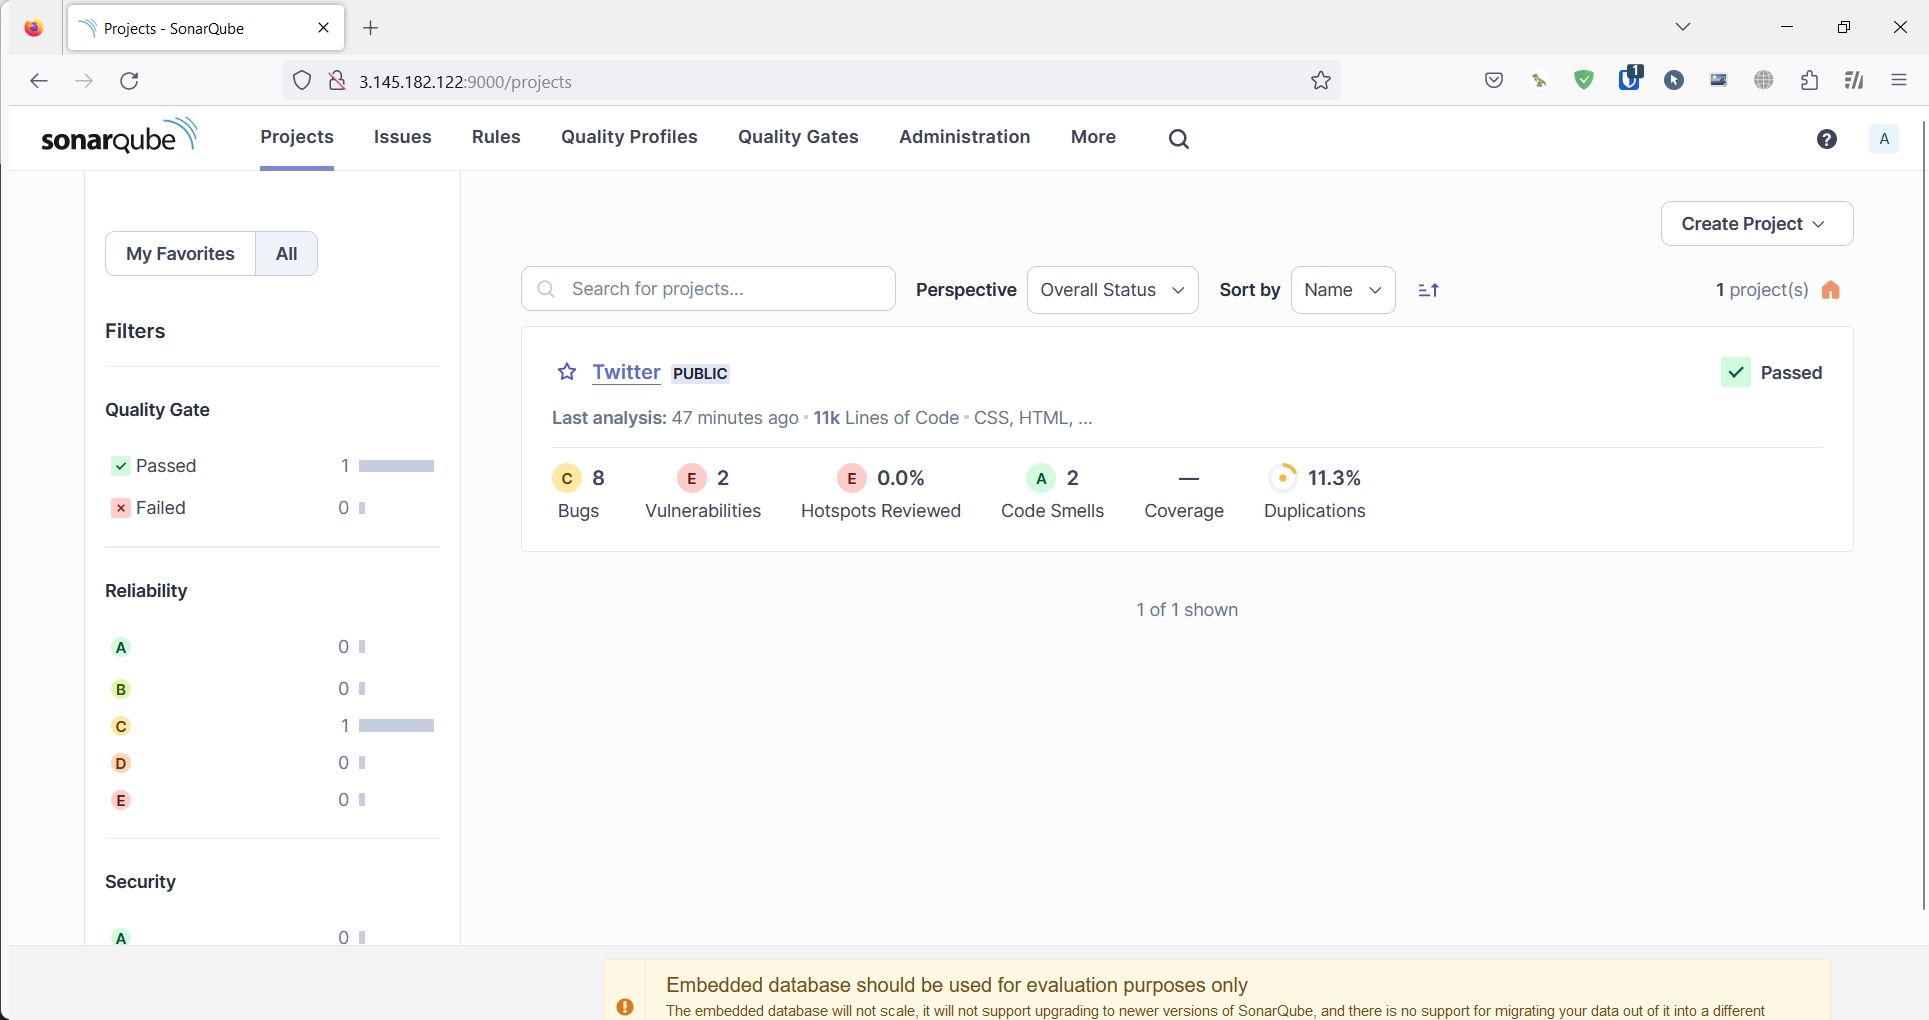 Projects - SonarQube
3.145.182.122:9000/projects
1
sonarqube
Projects
Issues
Rules
Quality Profiles
Quality Gates
Administration
More
?
A
My Favorites
All
Create Project
Search for projects...
Perspective
Overall Status
Sort by
Name
1 project(s)
Filters
Quality Gate
Passed 1
Failed 0
Reliability
A 0
B 0
C 1
D 0
E 0
Security
A 0
Twitter PUBLIC
Passed
Last analysis: 47 minutes ago · 11k Lines of Code · CSS, HTML, ...
C 8
Bugs
E 2
Vulnerabilities
E 0.0%
Hotspots Reviewed
A 2
Code Smells
—
Coverage
11.3%
Duplications
1 of 1 shown
Embedded database should be used for evaluation purposes only
The embedded database will not scale, it will not support upgrading to newer versions of SonarQube, and there is no support for migrating your data out of it into a different